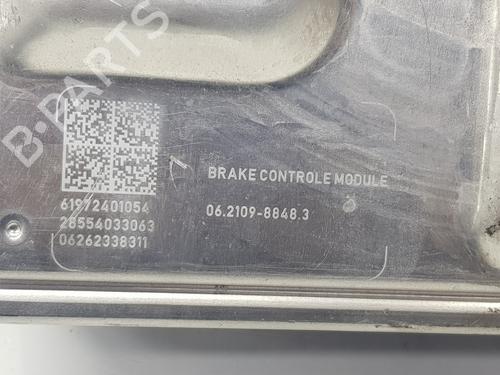 B-PARTS
BRAKE CONTROLE MODULE
61972401054
28554033063
06262338311
06.2109-8848.3